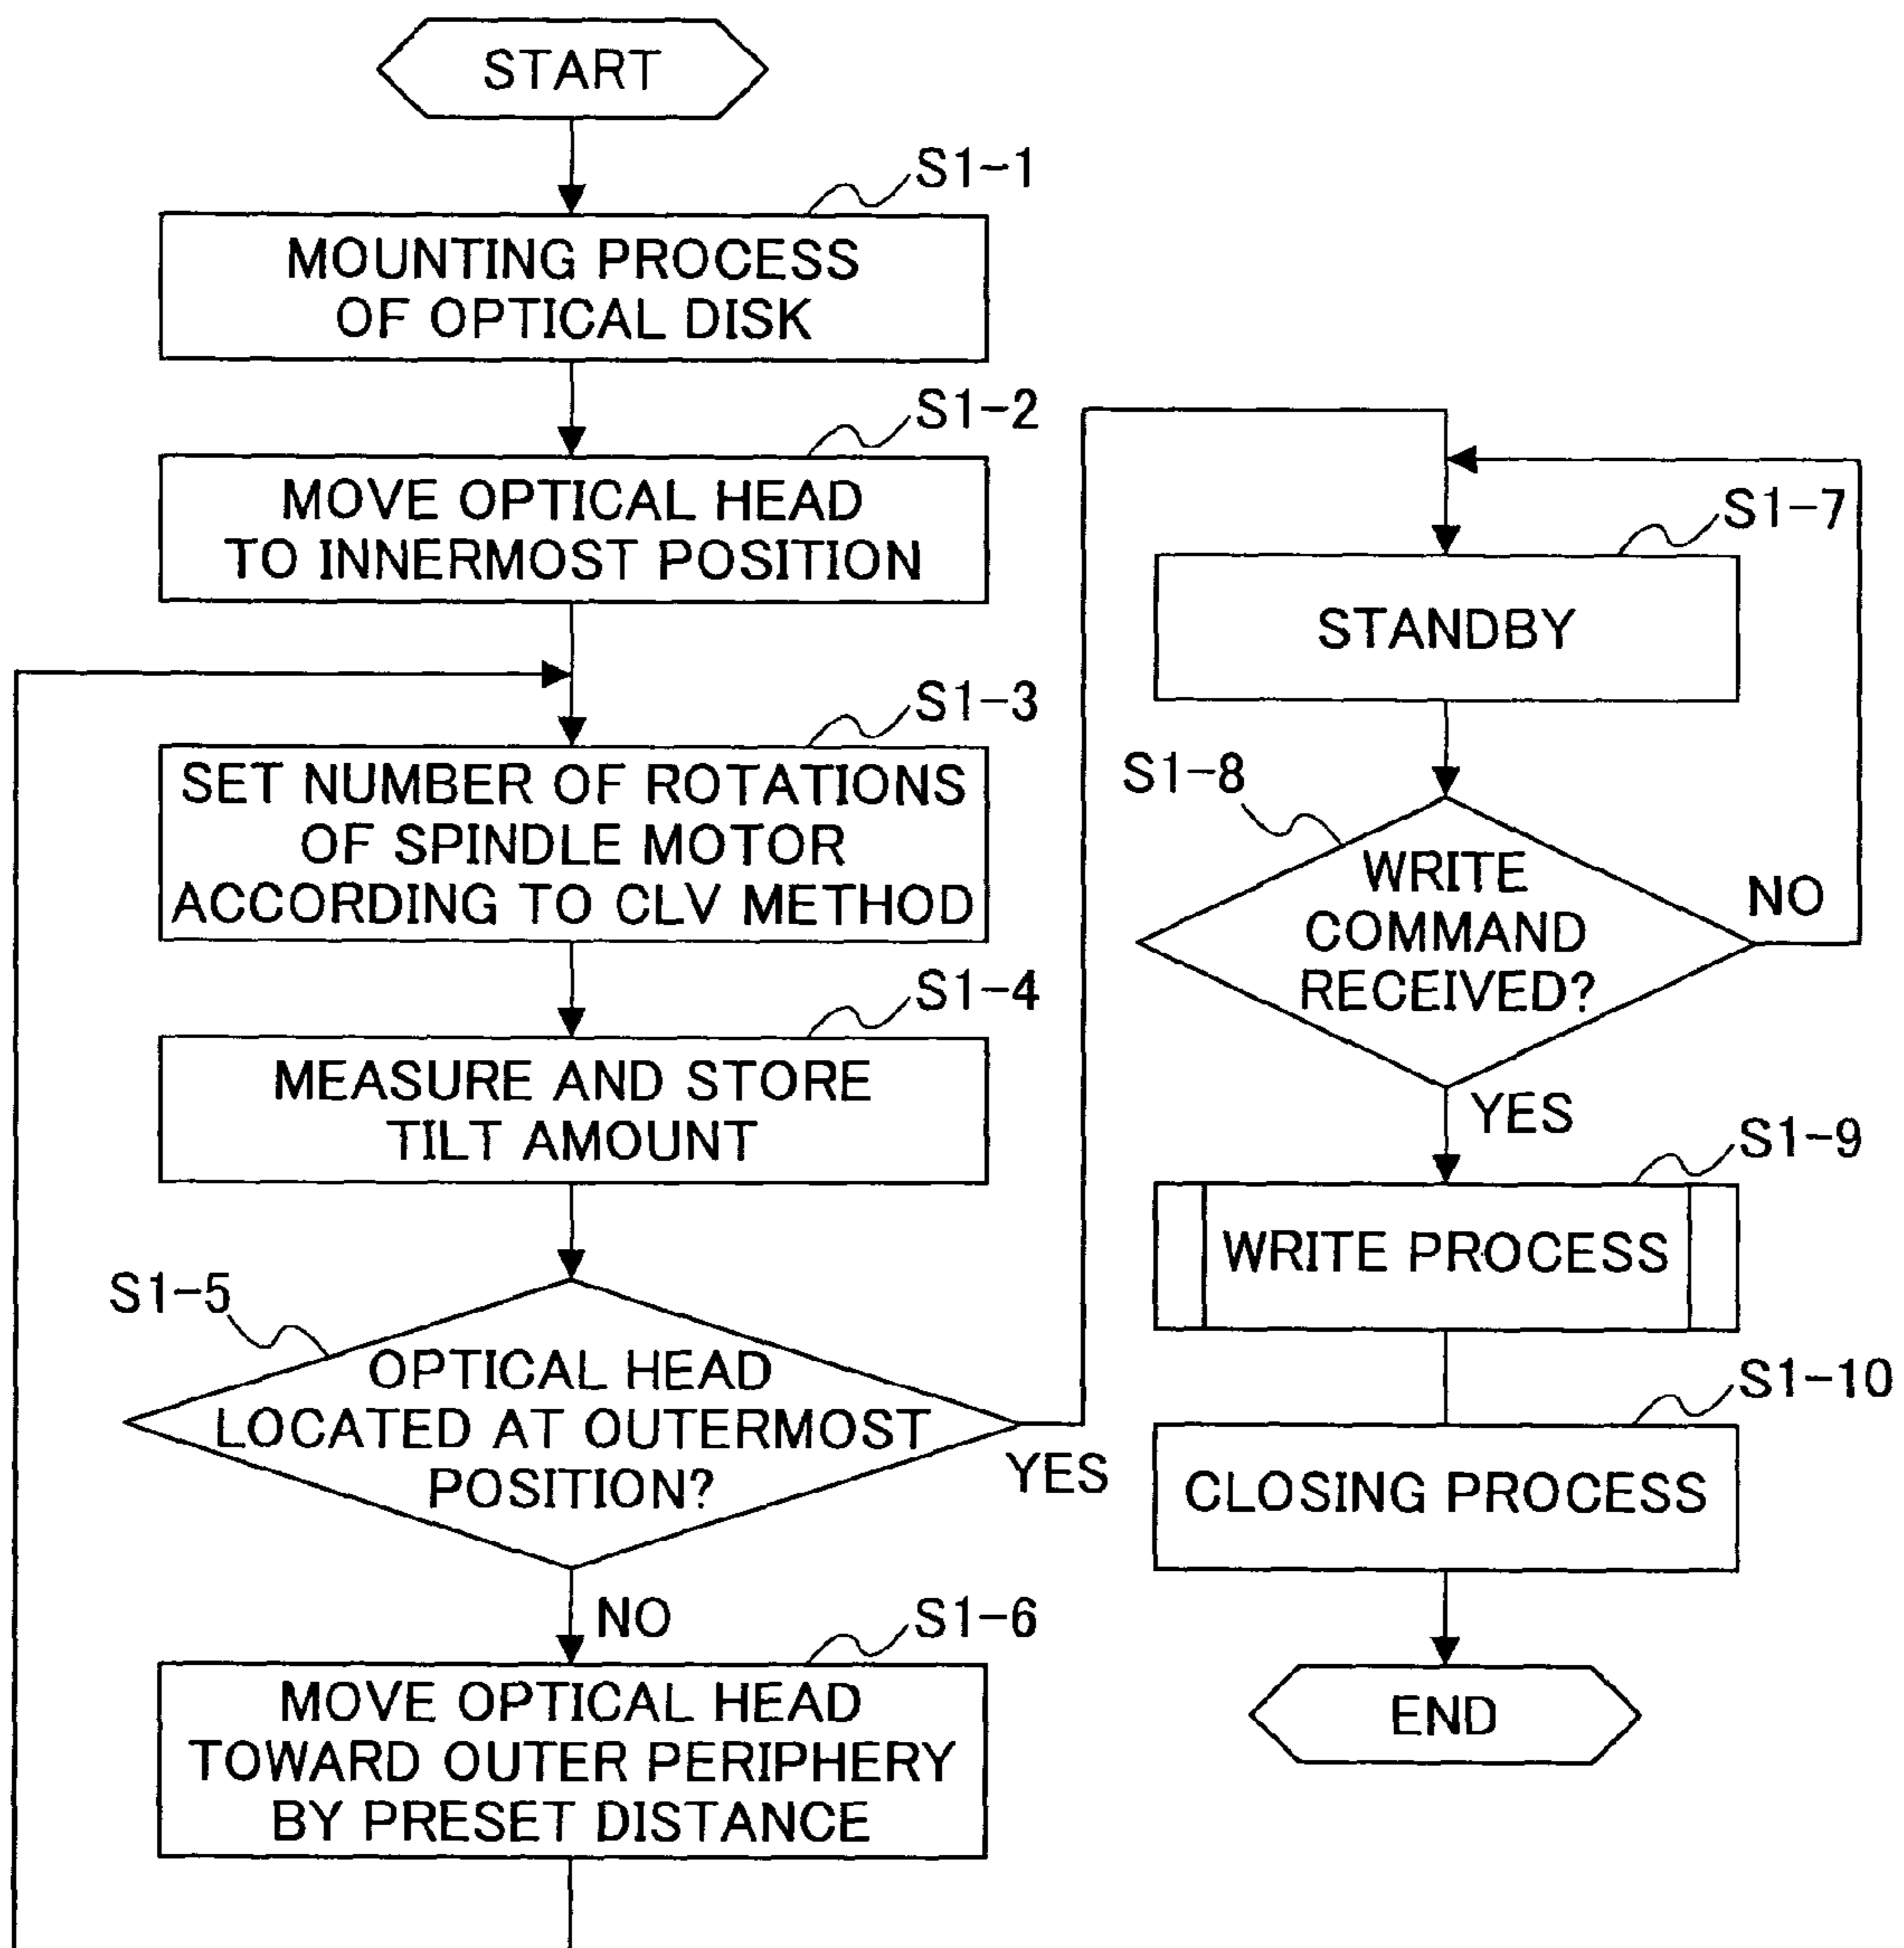 START
S1-1
MOUNTING PROCESS
OF OPTICAL DISK
S1-2
MOVE OPTICAL HEAD
TO INNERMOST POSITION
S1-3
SET NUMBER OF ROTATIONS
OF SPINDLE MOTOR
ACCORDING TO CLV METHOD
S1-4
MEASURE AND STORE
TILT AMOUNT
S1-5
OPTICAL HEAD
LOCATED AT OUTERMOST
POSITION?
YES
NO
S1-6
MOVE OPTICAL HEAD
TOWARD OUTER PERIPHERY
BY PRESET DISTANCE
S1-7
STANDBY
S1-8
WRITE
COMMAND
RECEIVED?
NO
YES
S1-9
WRITE PROCESS
S1-10
CLOSING PROCESS
END